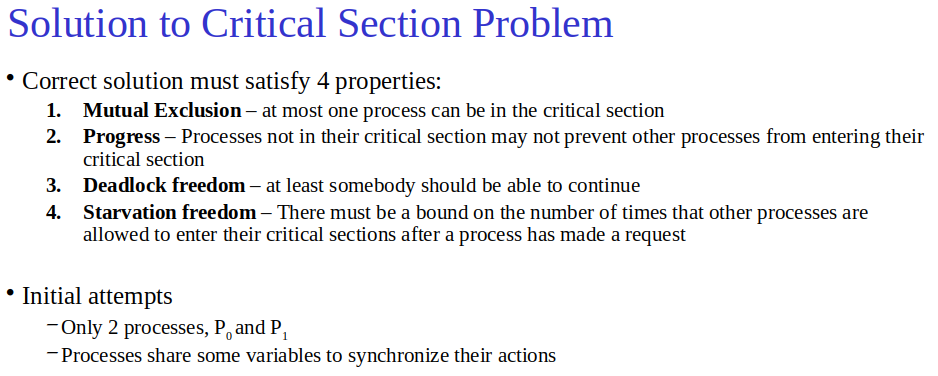 Solution to Critical Section Problem
• Correct solution must satisfy 4 properties:
1. Mutual Exclusion – at most one process can be in the critical section
2. Progress – Processes not in their critical section may not prevent other processes from entering their
critical section
3. Deadlock freedom – at least somebody should be able to continue
4. Starvation freedom – There must be a bound on the number of times that other processes are
allowed to enter their critical sections after a process has made a request
• Initial attempts
– Only 2 processes, P0 and P1
– Processes share some variables to synchronize their actions